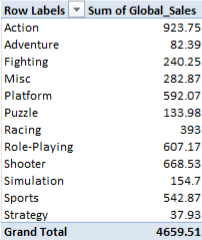 Row Labels Sum of Global_Sales
Action 923.75
Adventure 82.39
Fighting 240.25
Misc 282.87
Platform 592.07
Puzzle 133.98
Racing 393
Role-Playing 607.17
Shooter 668.53
Simulation 154.7
Sports 542.87
Strategy 37.93
Grand Total 4659.51